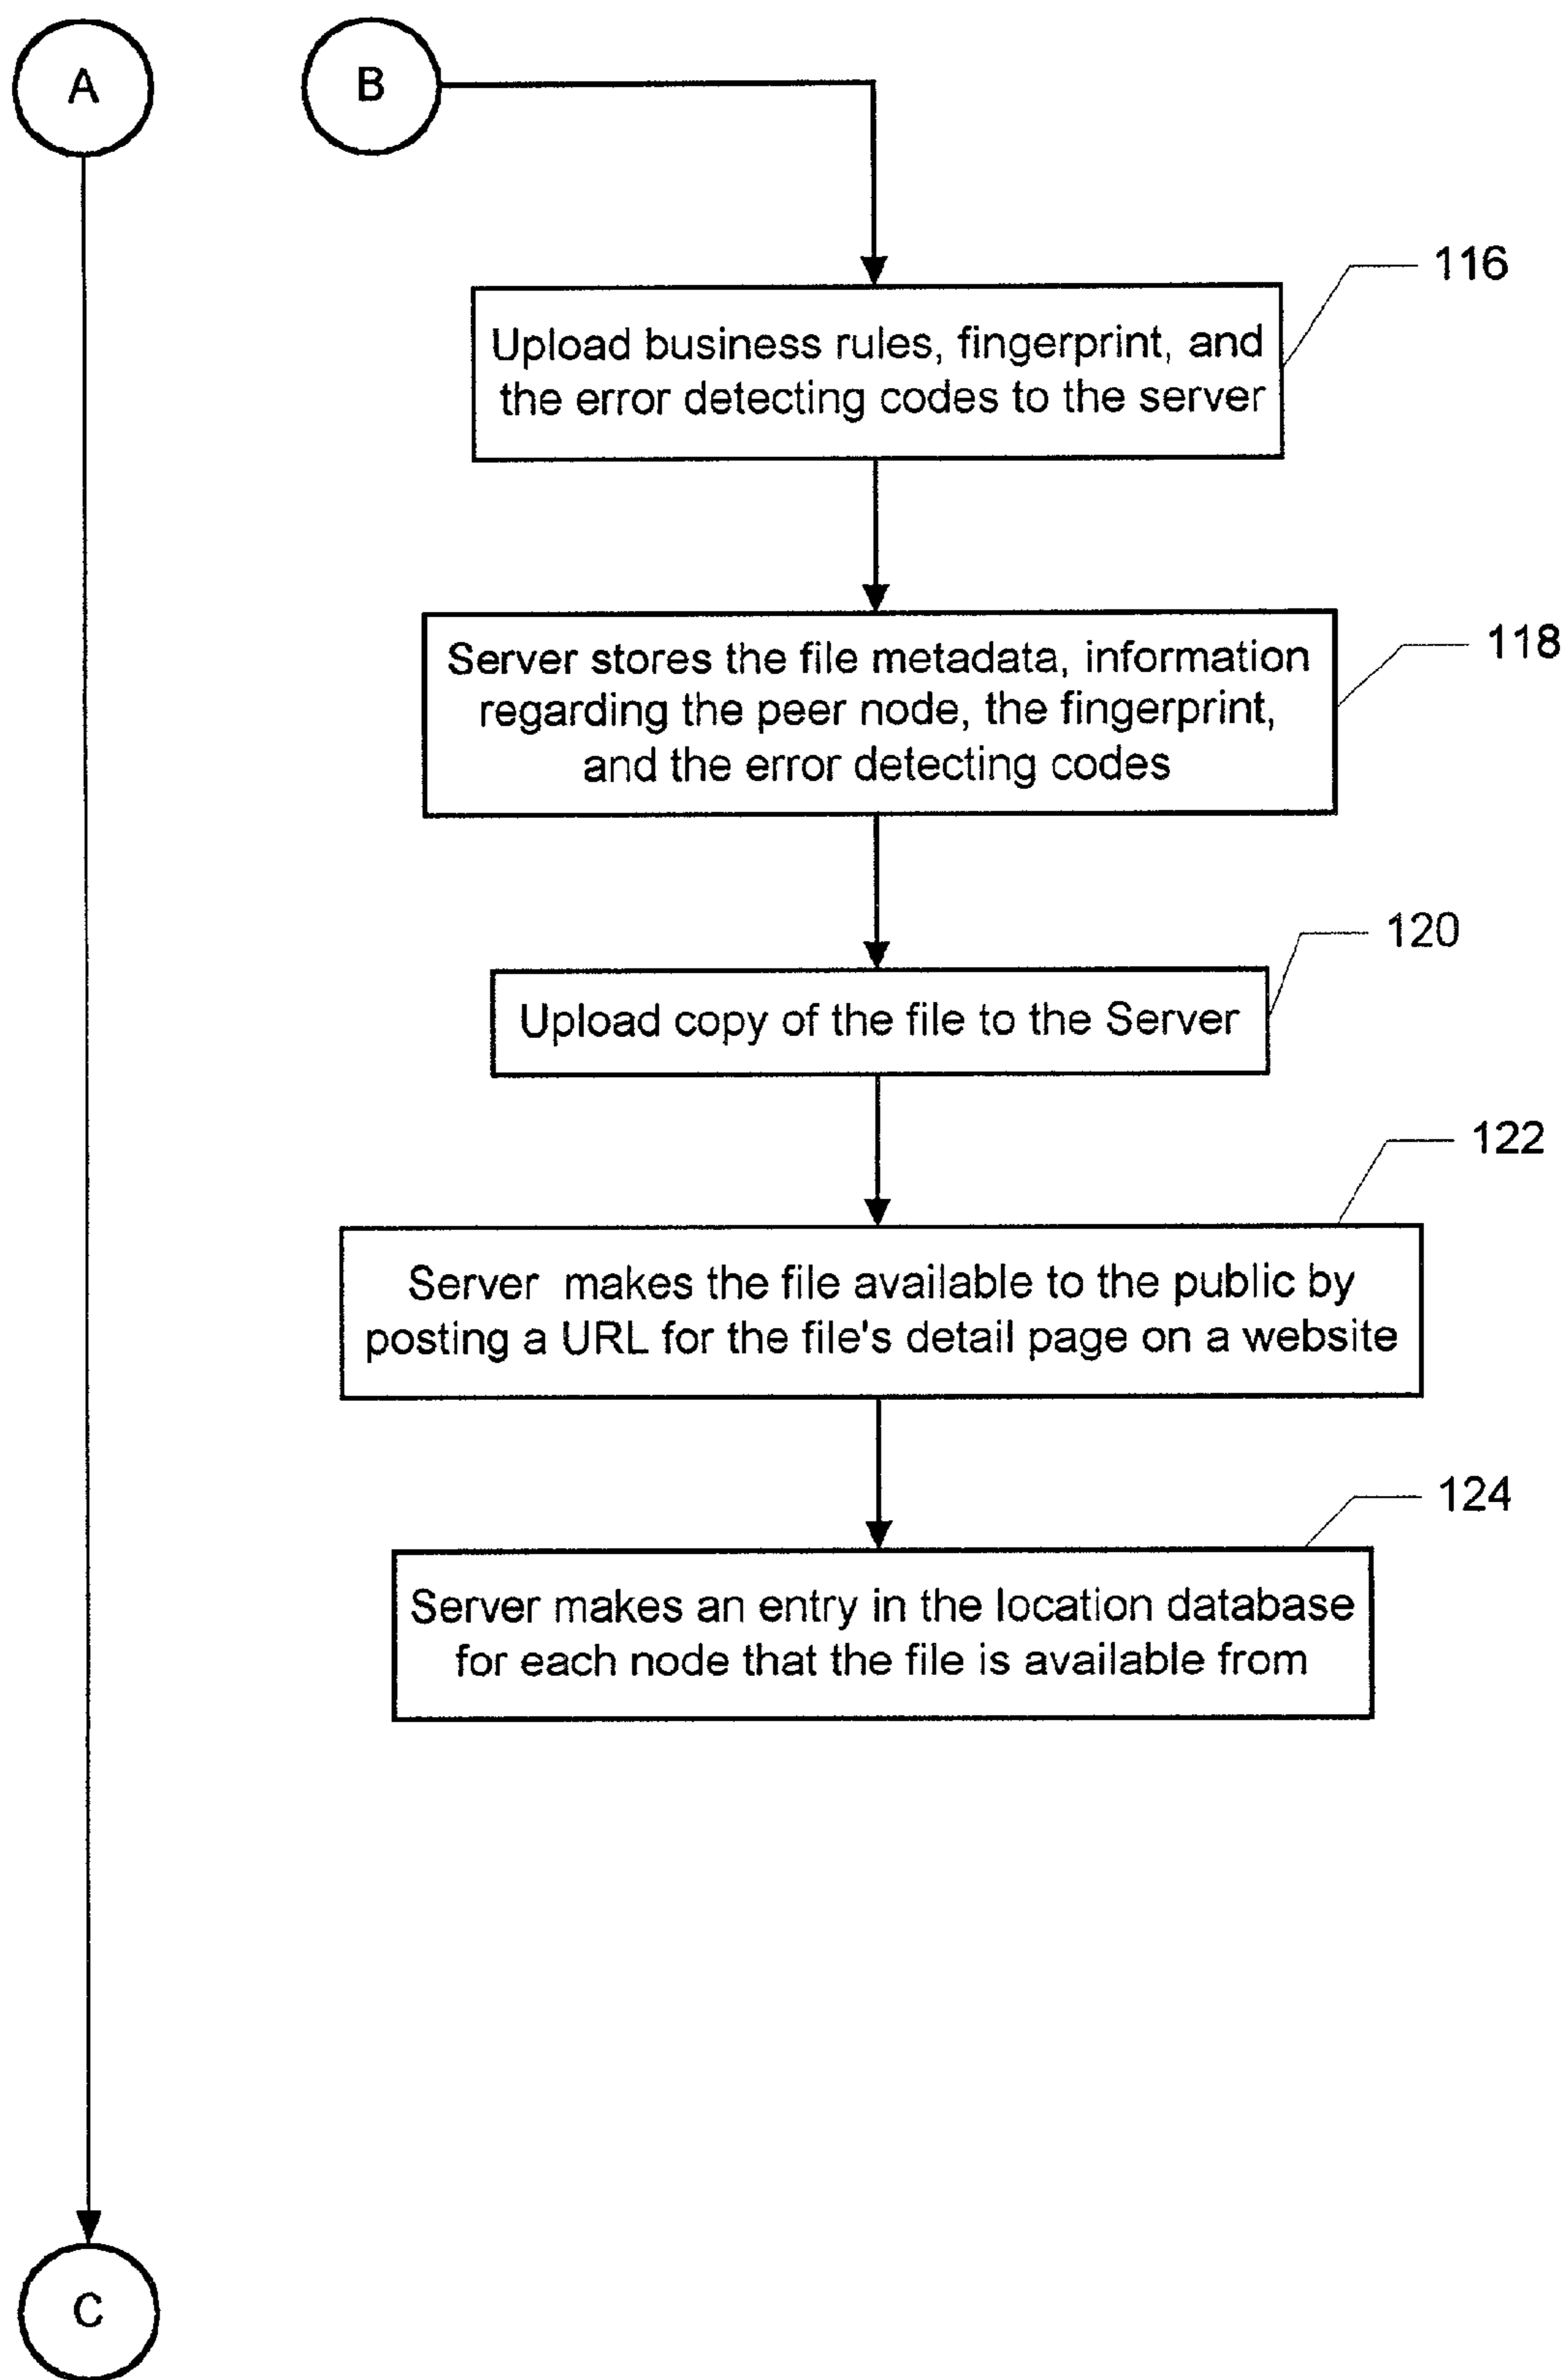 A
B
116
Upload business rules, fingerprint, and
the error detecting codes to the server
118
Server stores the file metadata, information
regarding the peer node, the fingerprint,
and the error detecting codes
120
Upload copy of the file to the Server
122
Server makes the file available to the public by
posting a URL for the file's detail page on a website
124
Server makes an entry in the location database
for each node that the file is available from
C